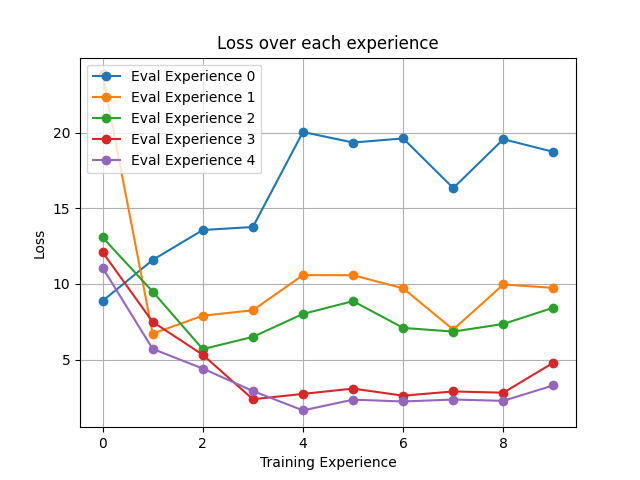 Loss over each experience
Eval Experience 0
Eval Experience 1
Eval Experience 2
Eval Experience 3
Eval Experience 4
20
15
10
5
Loss
0 2 4 6 8
Training Experience